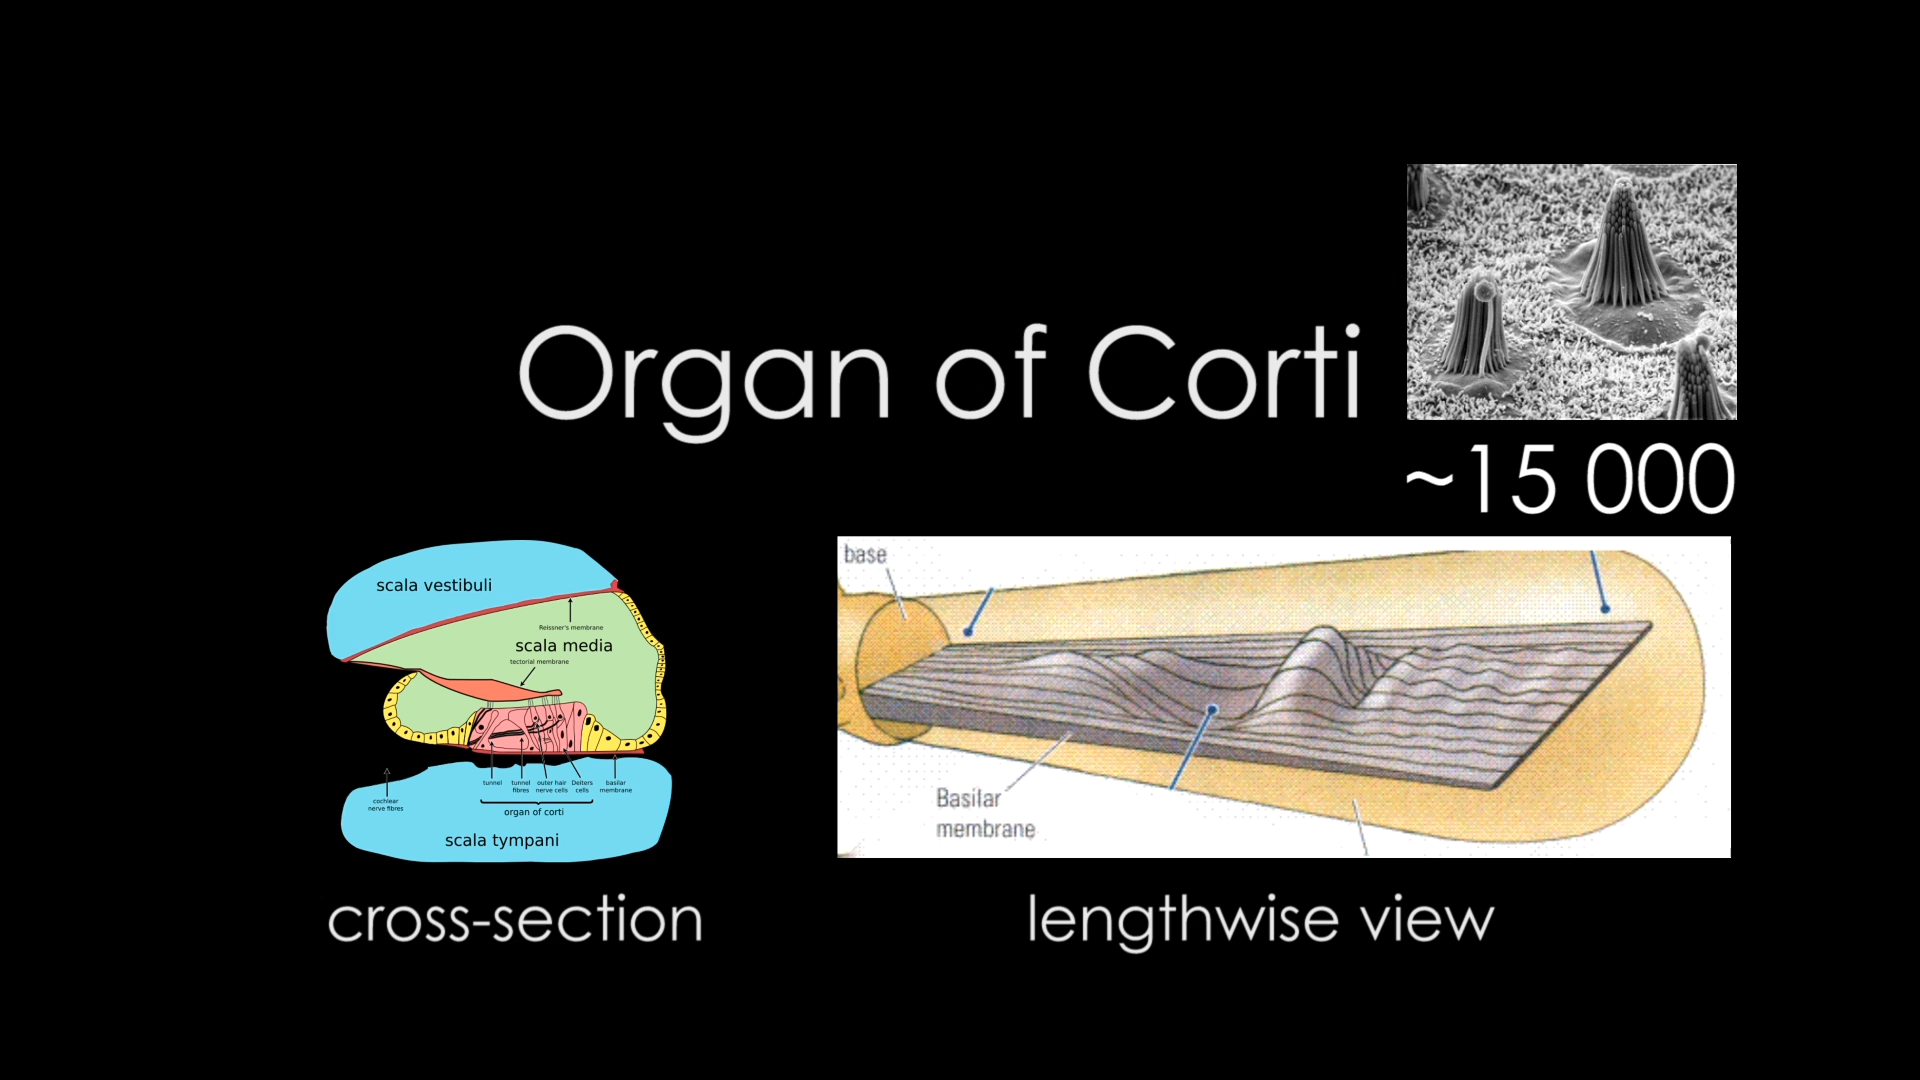 Organ of Corti
~15 000
scala vestibuli
Reissner's membrane
scala media
tectorial membrane
tunnel
tunnel
fibres
outer hair
nerve cells
Deiters
cells
basilar
membrane
cochlear
nerve fibres
organ of corti
scala tympani
cross-section
base
Basilar
membrane
lengthwise view